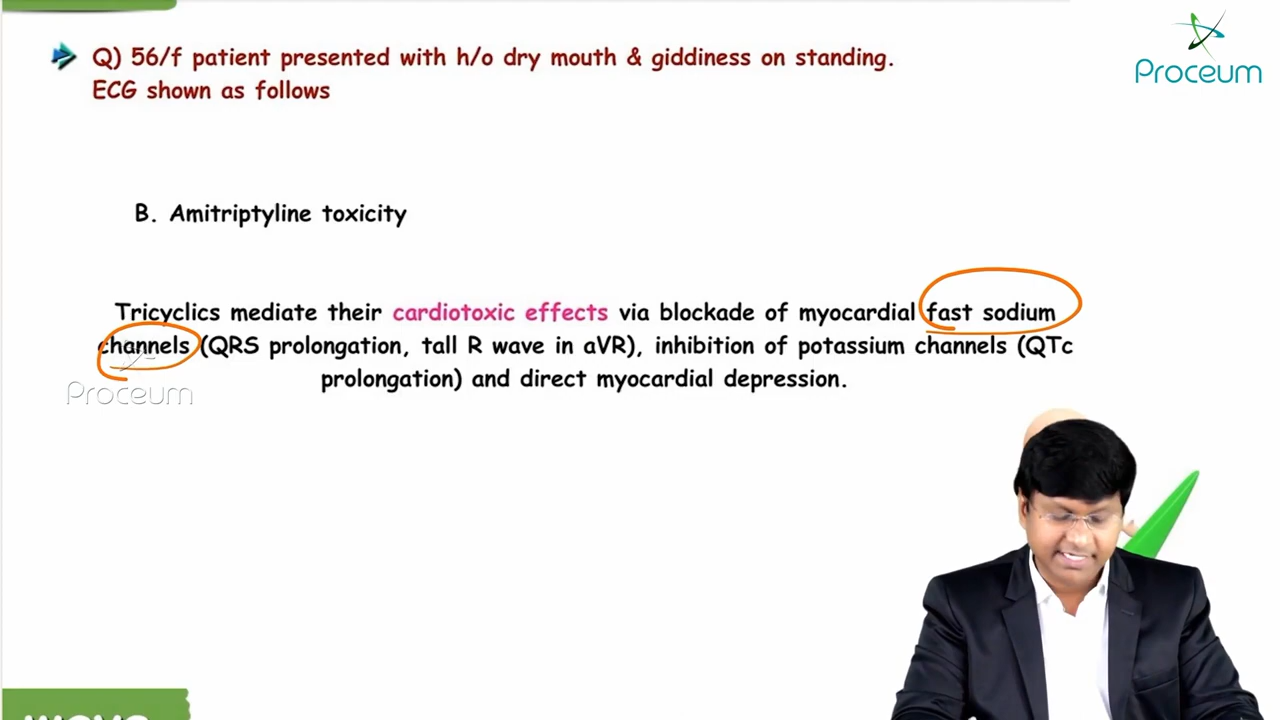 Q) 56/f patient presented with h/o dry mouth & giddiness on standing.
ECG shown as follows
Proceum
B. Amitriptyline toxicity
Tricyclics mediate their cardiotoxic effects via blockade of myocardial fast sodium
channels (QRS prolongation, tall R wave in aVR), inhibition of potassium channels (QTc
prolongation) and direct myocardial depression.
Proceum